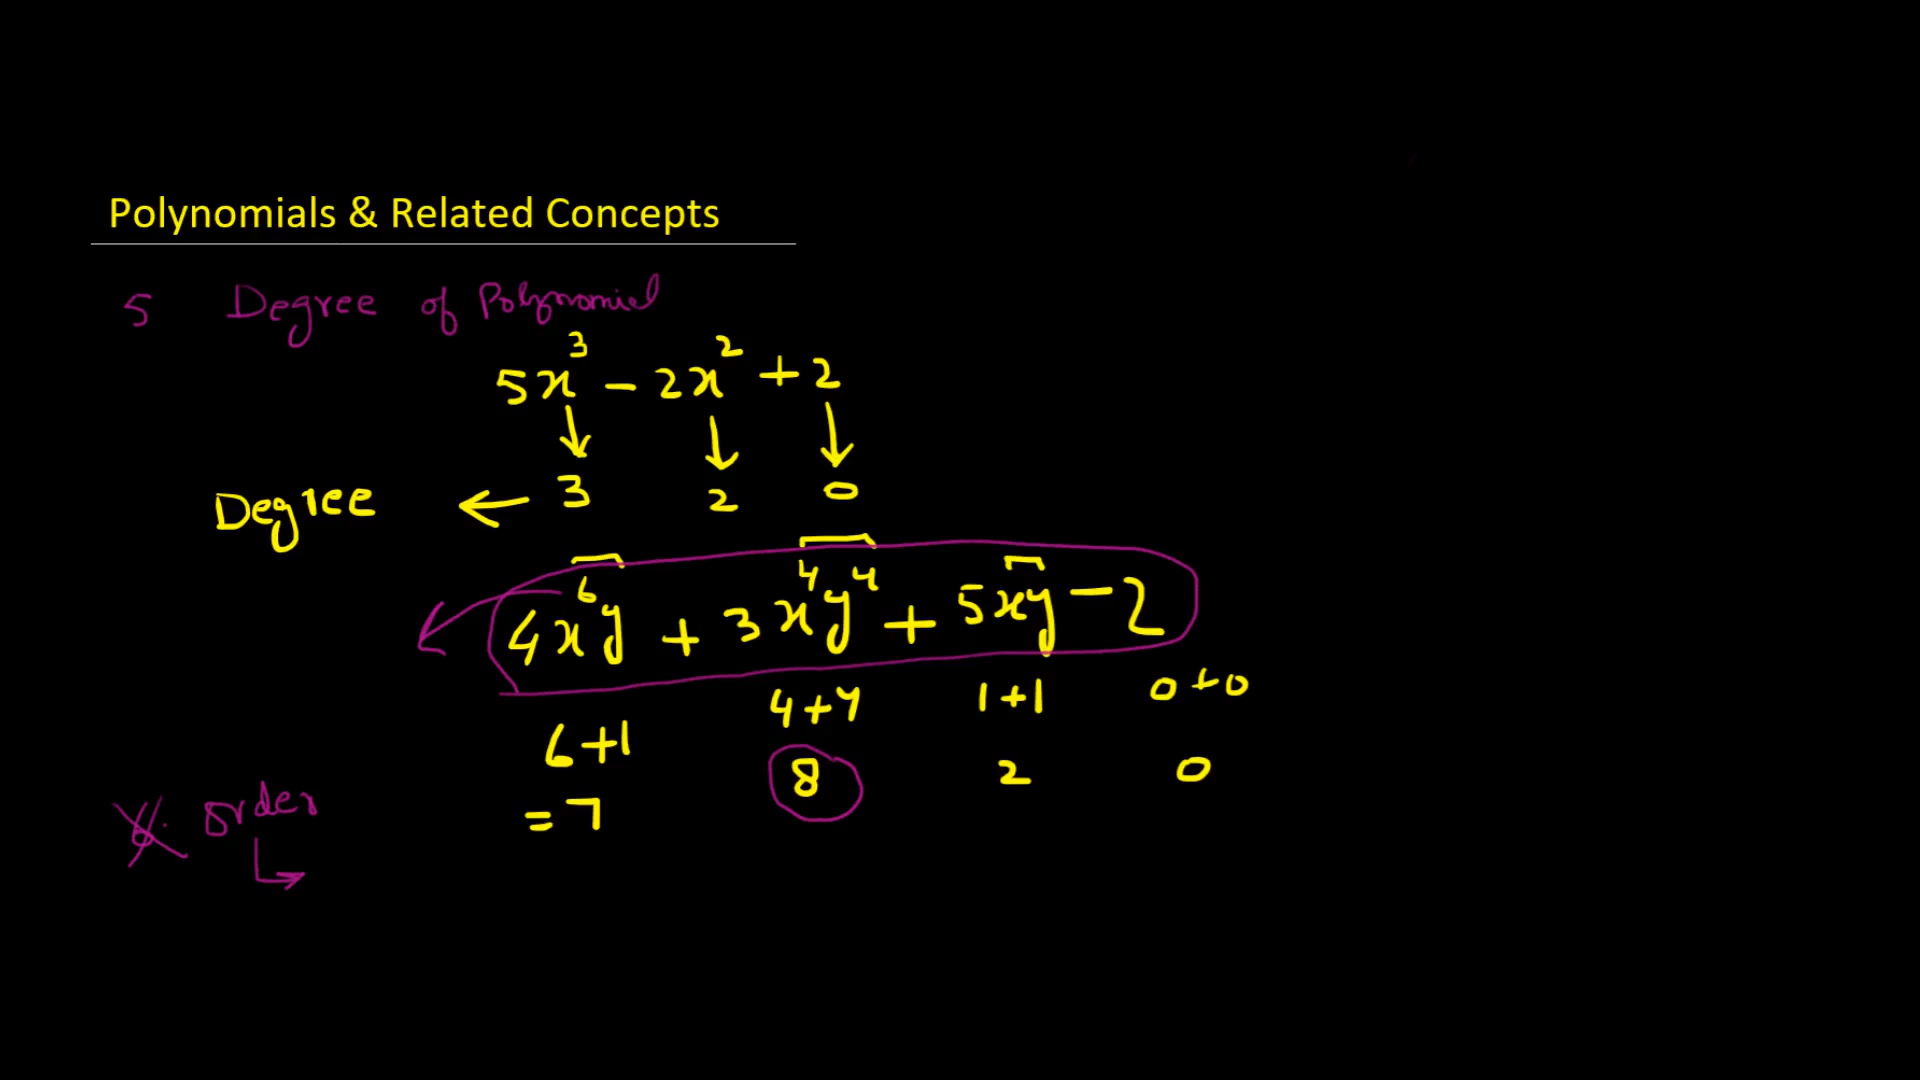 Polynomials & Related Concepts
5 Degree of Polynomial
5x³ - 2x² + 2
Degree ← 3 2 0
4x⁶y + 3x⁴y⁴ + 5xy - 2
6+1 4+4 1+1 0+0
= 7 8 2 0
6. order